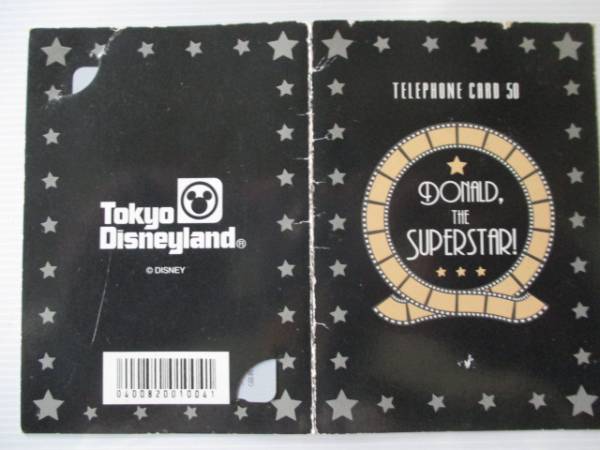 Tokyo
Disneyland®
© DISNEY
0400820010041
TELEPHONE CARD 50
DONALD,
THE
SUPERSTAR!